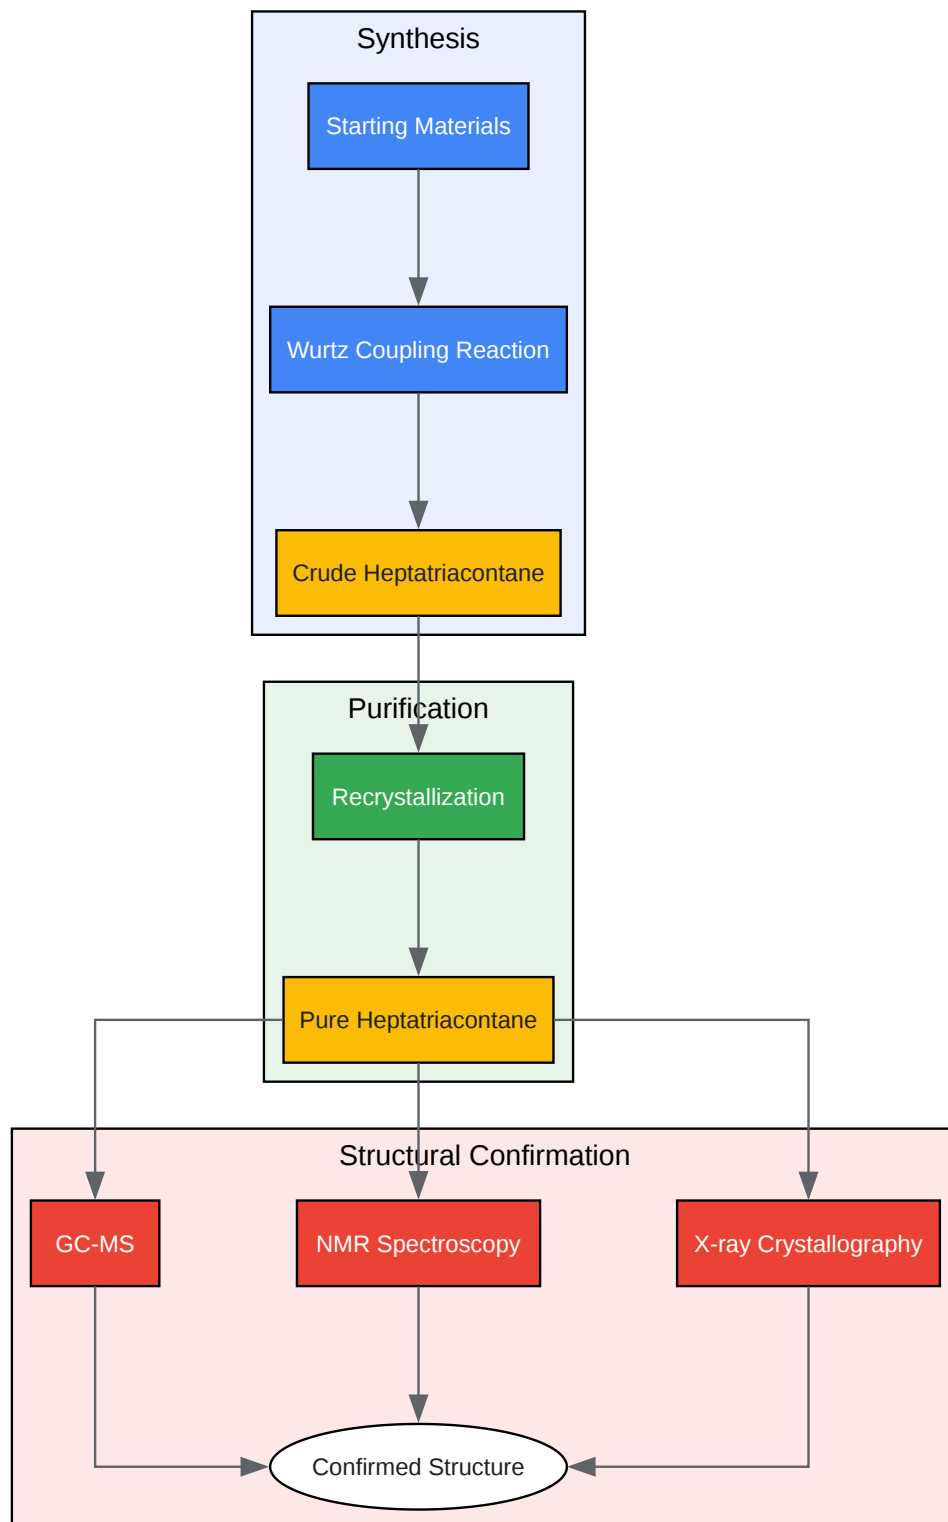 Synthesis
Starting Materials
Wurtz Coupling Reaction
Crude Heptatriacontane
Purification
Recrystallization
Pure Heptatriacontane
Structural Confirmation
GC-MS
NMR Spectroscopy
X-ray Crystallography
Confirmed Structure